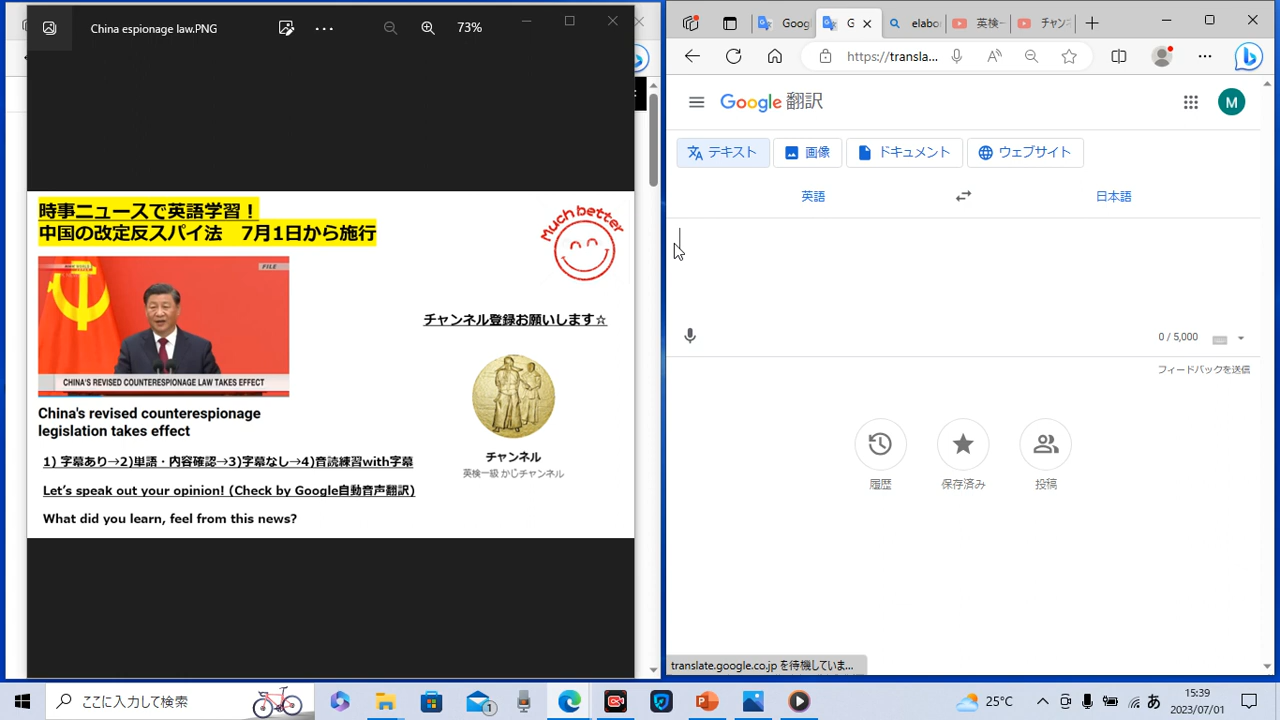 China espionage law.PNG
73%
時事ニュースで英語学習！
中国の改定反スパイ法　7月1日から施行
Much better
FILE
CHINA'S REVISED COUNTERESPIONAGE LAW TAKES EFFECT
チャンネル登録お願いします☆
China's revised counterespionage
legislation takes effect
チャンネル
英検一級 かじチャンネル
1) 字幕あり→2)単語・内容確認→3)字幕なし→4)音読練習with字幕
Let's speak out your opinion! (Check by Google自動音声翻訳)
What did you learn, feel from this news?
Goog
G
elabo
英検一
チャンネ
https://transla...
Google 翻訳
M
テキスト
画像
ドキュメント
ウェブサイト
英語
日本語
0 / 5,000
フィードバックを送信
履歴
保存済み
投稿
translate.google.co.jp を待機していま...
ここに入力して検索
1
25°C
あ
15:39
2023/07/01